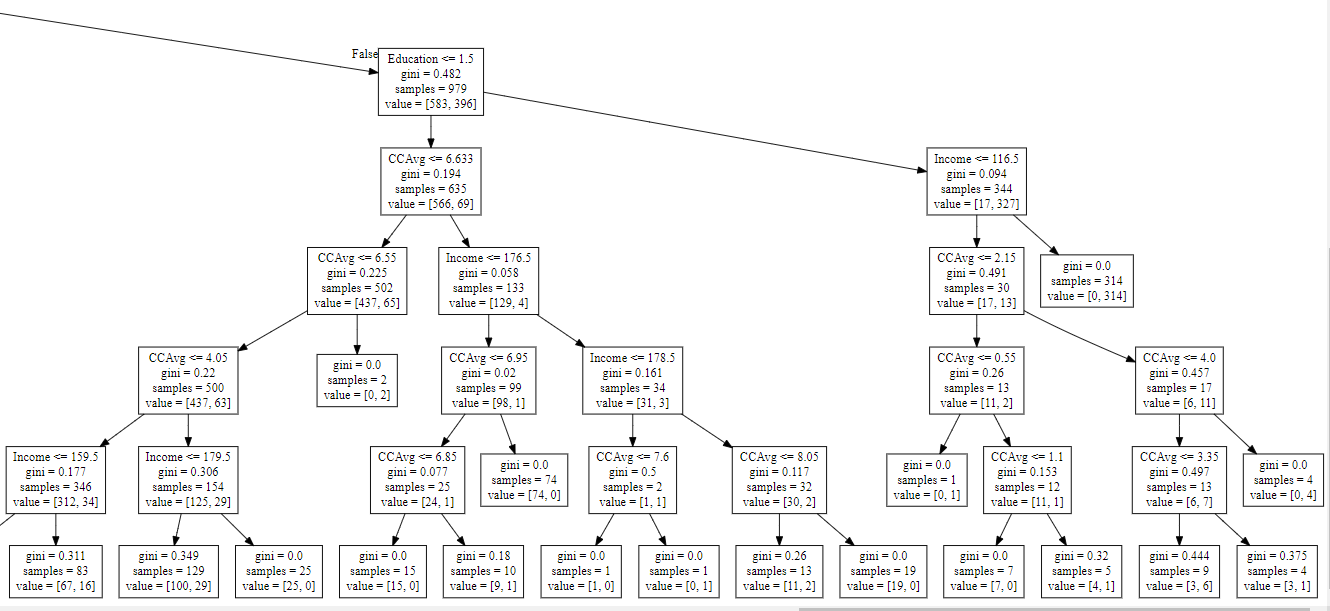 False
Education <= 1.5
gini = 0.482
samples = 979
value = [583, 396]
CCAvg <= 6.633
gini = 0.194
samples = 635
value = [566, 69]
Income <= 116.5
gini = 0.094
samples = 344
value = [17, 327]
CCAvg <= 6.55
gini = 0.225
samples = 502
value = [437, 65]
Income <= 176.5
gini = 0.058
samples = 133
value = [129, 4]
CCAvg <= 2.15
gini = 0.491
samples = 30
value = [17, 13]
gini = 0.0
samples = 314
value = [0, 314]
CCAvg <= 4.05
gini = 0.22
samples = 500
value = [437, 63]
gini = 0.0
samples = 2
value = [0, 2]
CCAvg <= 6.95
gini = 0.02
samples = 99
value = [98, 1]
Income <= 178.5
gini = 0.161
samples = 34
value = [31, 3]
CCAvg <= 0.55
gini = 0.26
samples = 13
value = [11, 2]
CCAvg <= 4.0
gini = 0.457
samples = 17
value = [6, 11]
Income <= 159.5
gini = 0.177
samples = 346
value = [312, 34]
Income <= 179.5
gini = 0.306
samples = 154
value = [125, 29]
CCAvg <= 6.85
gini = 0.077
samples = 25
value = [24, 1]
gini = 0.0
samples = 74
value = [74, 0]
CCAvg <= 7.6
gini = 0.5
samples = 2
value = [1, 1]
CCAvg <= 8.05
gini = 0.117
samples = 32
value = [30, 2]
gini = 0.0
samples = 1
value = [0, 1]
CCAvg <= 1.1
gini = 0.153
samples = 12
value = [11, 1]
CCAvg <= 3.35
gini = 0.497
samples = 13
value = [6, 7]
gini = 0.0
samples = 4
value = [0, 4]
gini = 0.311
samples = 83
value = [67, 16]
gini = 0.349
samples = 129
value = [100, 29]
gini = 0.0
samples = 25
value = [25, 0]
gini = 0.0
samples = 15
value = [15, 0]
gini = 0.18
samples = 10
value = [9, 1]
gini = 0.0
samples = 1
value = [1, 0]
gini = 0.0
samples = 1
value = [0, 1]
gini = 0.26
samples = 13
value = [11, 2]
gini = 0.0
samples = 19
value = [19, 0]
gini = 0.0
samples = 7
value = [7, 0]
gini = 0.32
samples = 5
value = [4, 1]
gini = 0.444
samples = 9
value = [3, 6]
gini = 0.375
samples = 4
value = [3, 1]